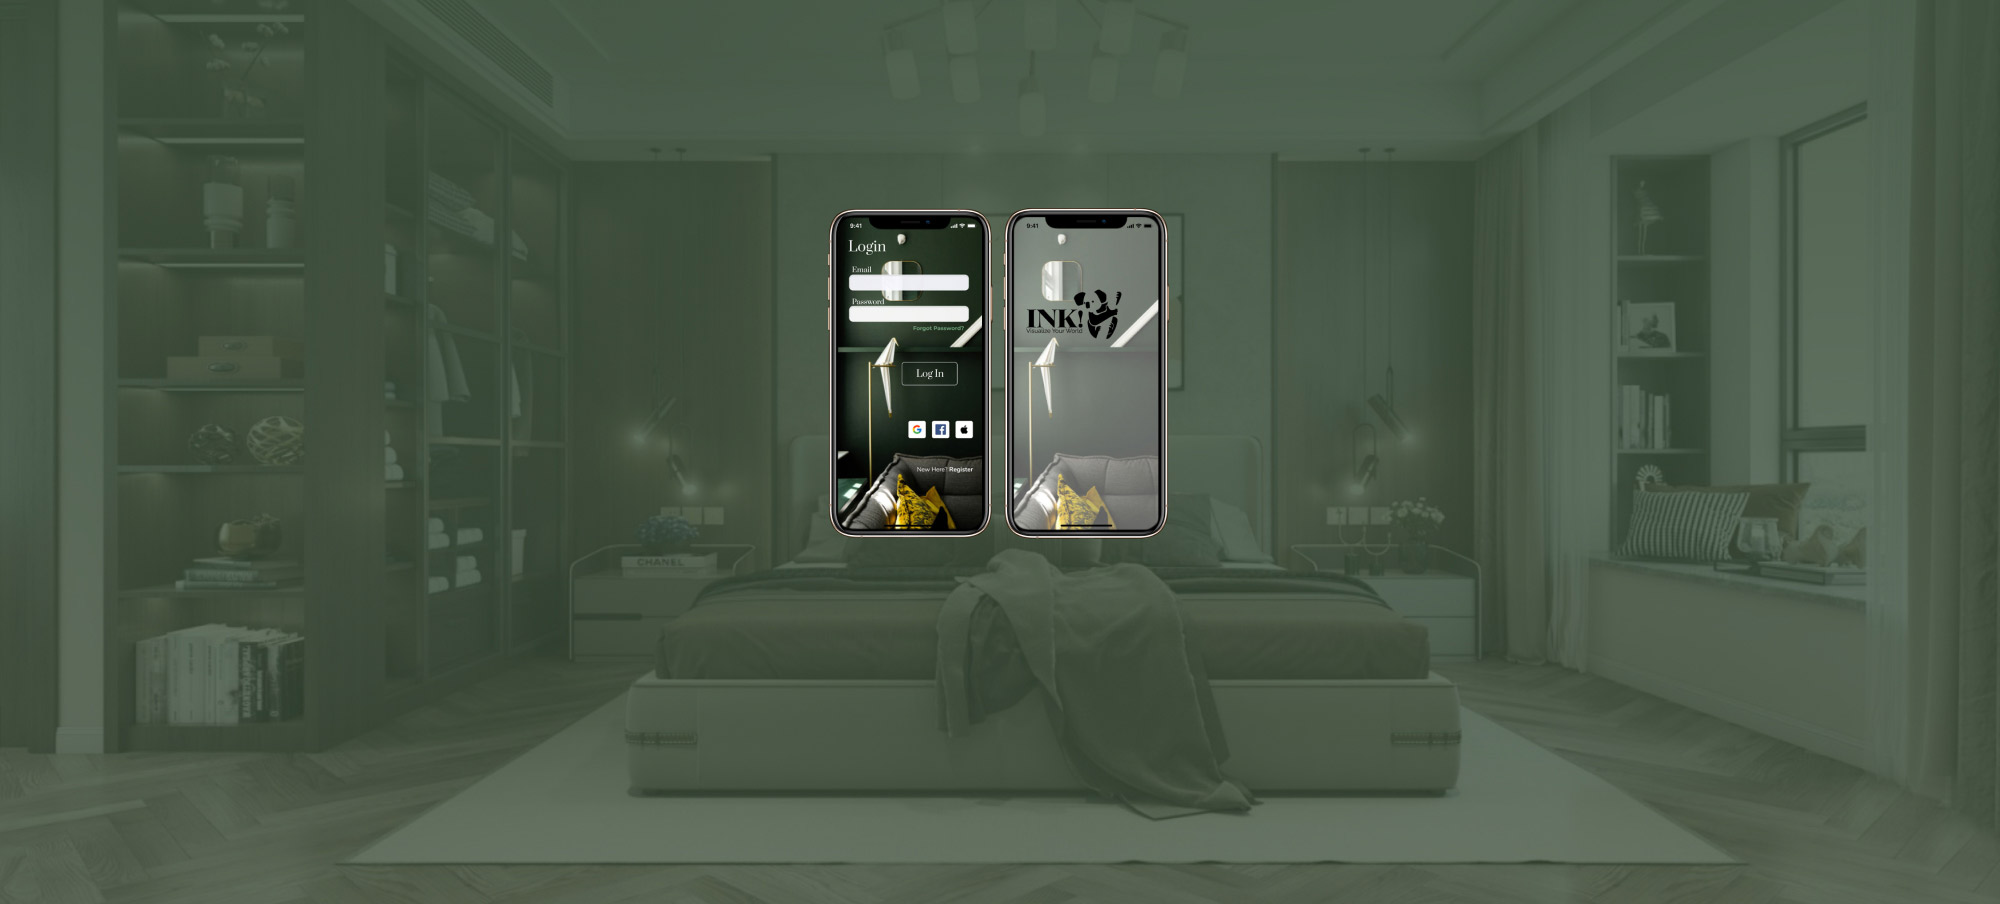 9:41
Login
Email
Password
Forgot Password?
Log In
New Here? Register
9:41
INK!
Visualize Your World
CHANEL